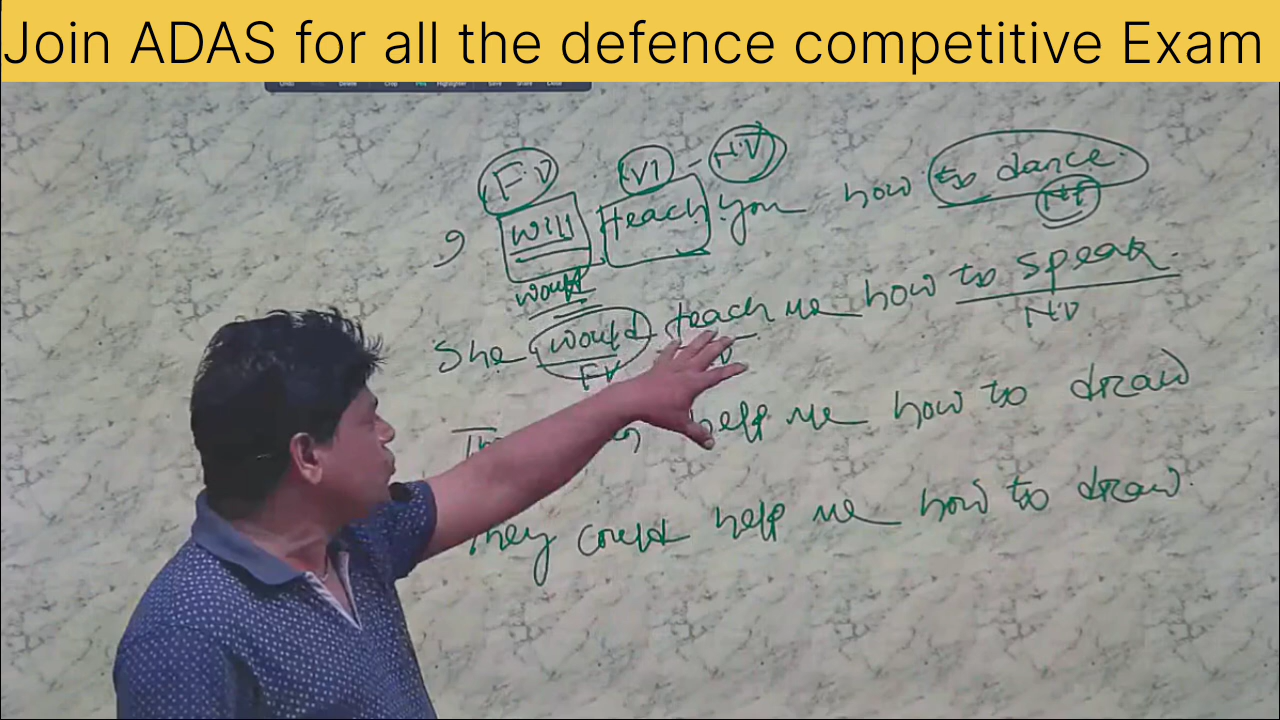 Join ADAS for all the defence competitive Exam
F.V V1 - N.V
I will teach you how to dance.
would
She would teach me how to speak.
FV V N.V
help me how to draw
They could help me how to draw.